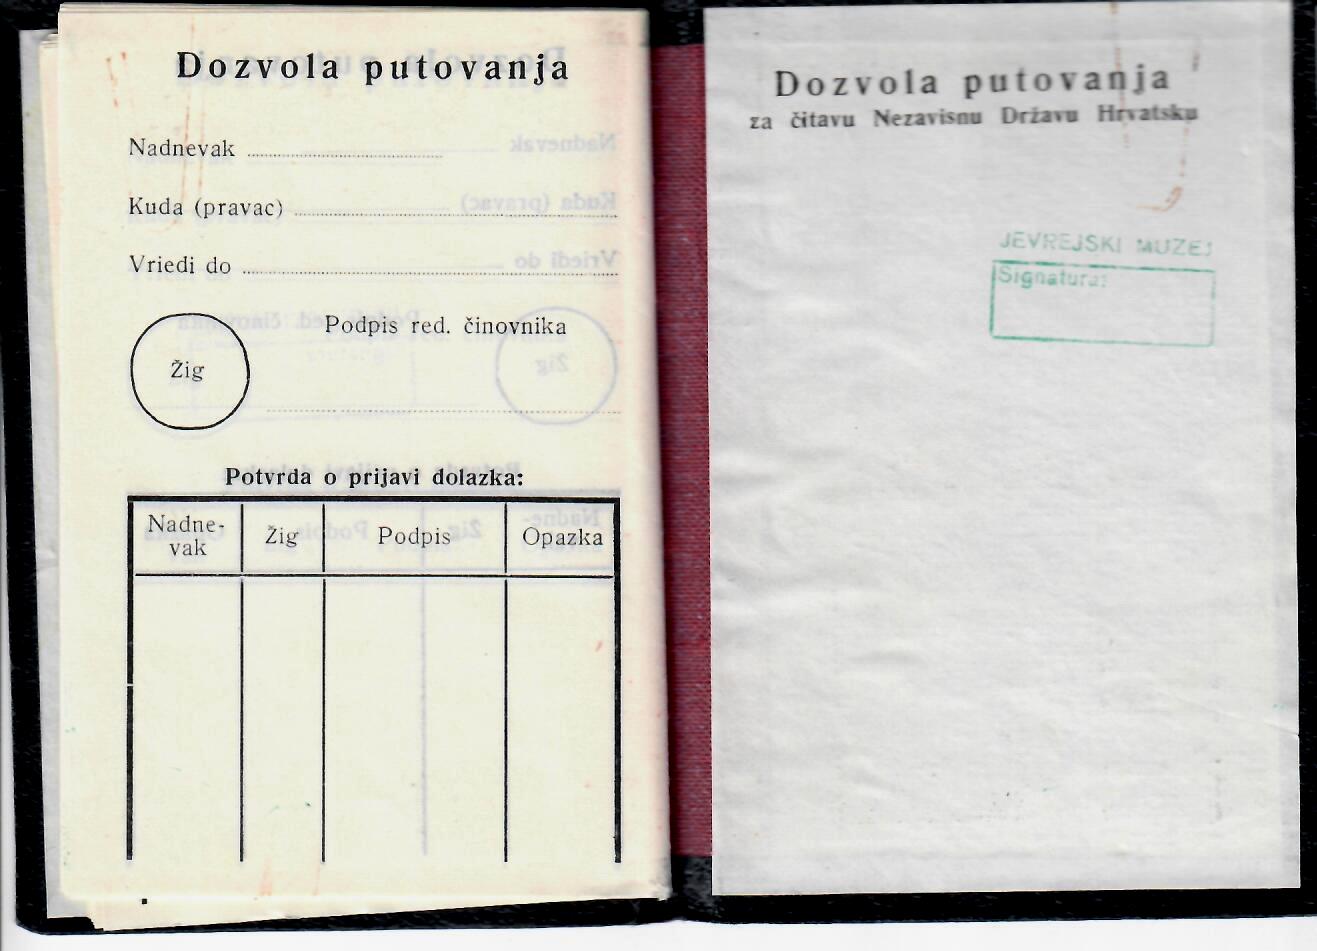 Dozvola putovanja
Nadnevak
Kuda (pravac)
Vriedi do
Žig
Podpis red. činovnika
Potvrda o prijavi dolazka:
Nadne-
vak
Žig
Podpis
Opazka
Dozvola putovanja
za čitavu Nezavisnu Državu Hrvatsku
JEVREJSKI MUZEJ
Signatura: